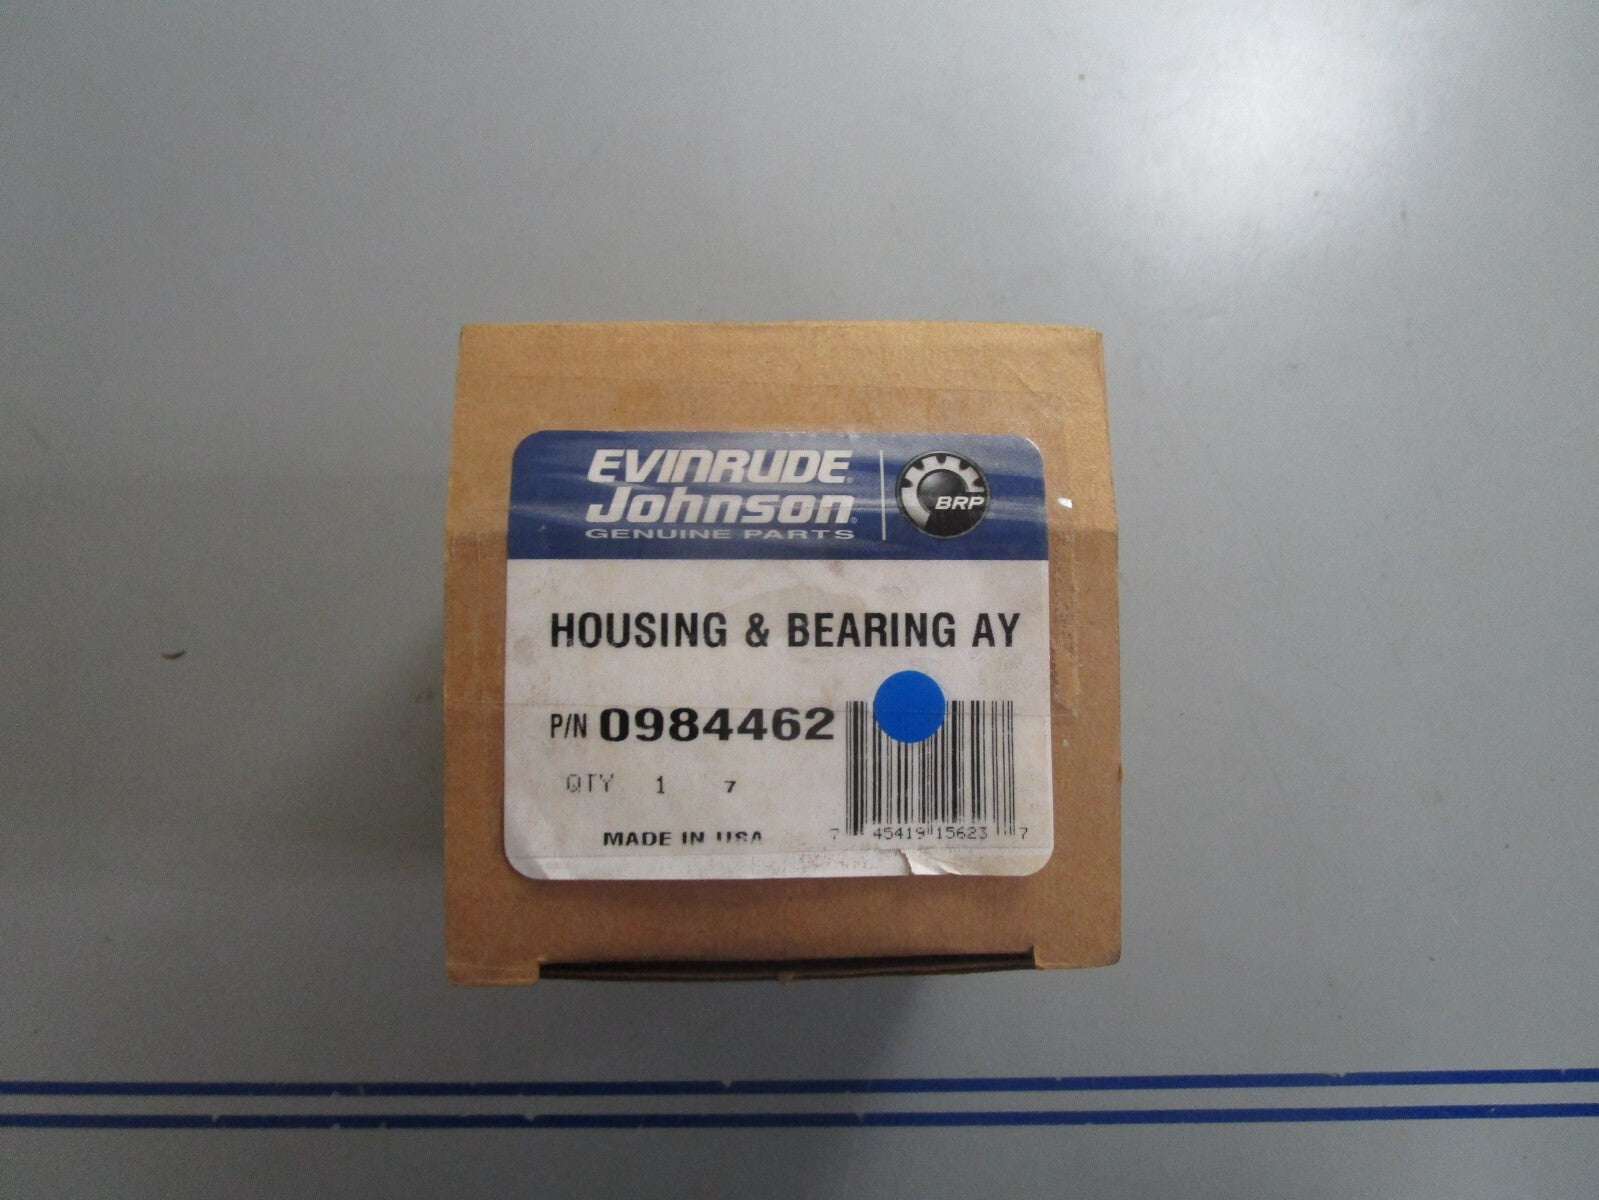 EVINRUDE®
Johnson®
GENUINE PARTS
BRP
HOUSING & BEARING AY
P/N 0984462
QTY 1 7
MADE IN USA
7 45419 15623 7